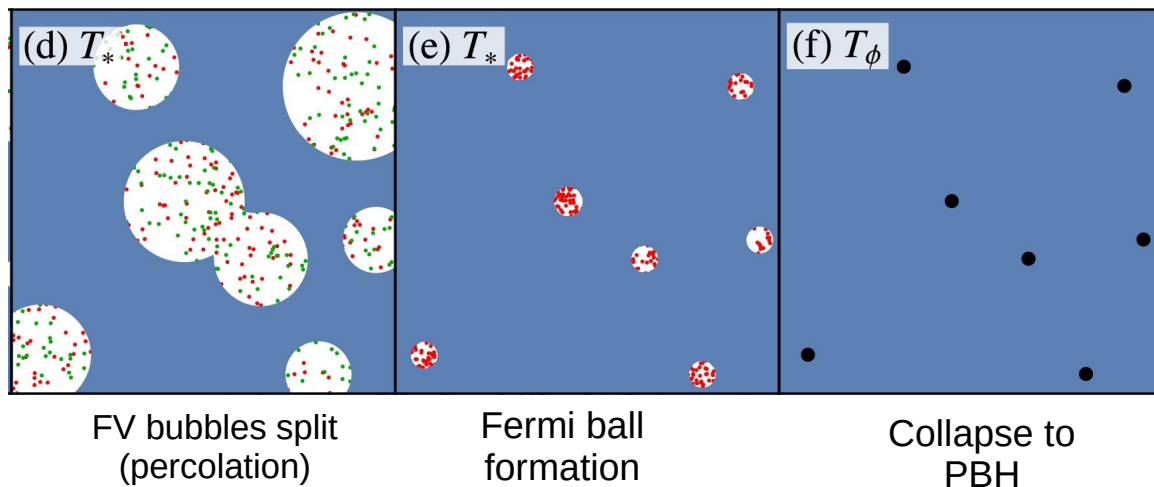 (d) T* (e) T* (f) Tϕ
FV bubbles split
(percolation)
Fermi ball
formation
Collapse to
PBH